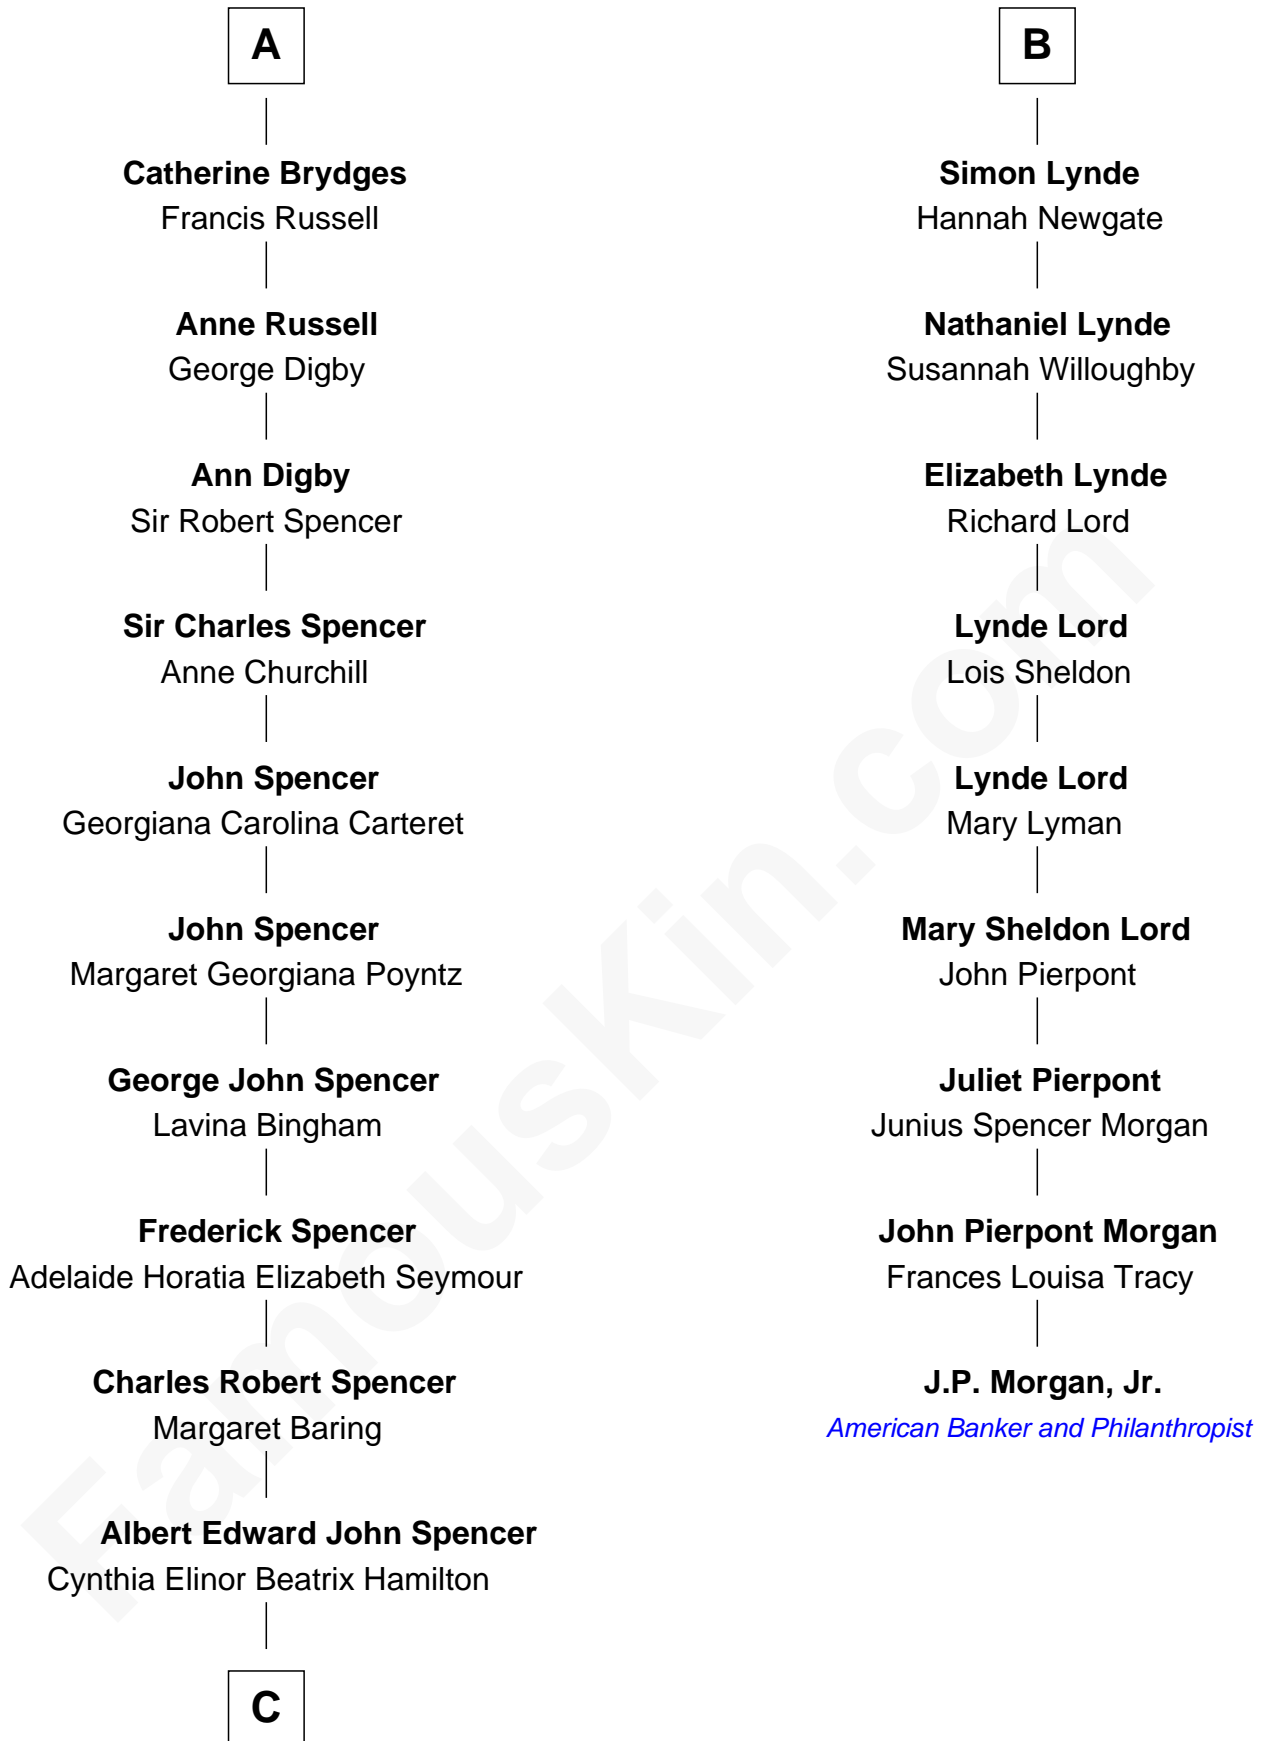 A
Catherine Brydges
Francis Russell
Anne Russell
George Digby
Ann Digby
Sir Robert Spencer
Sir Charles Spencer
Anne Churchill
John Spencer
Georgiana Carolina Carteret
John Spencer
Margaret Georgiana Poyntz
George John Spencer
Lavina Bingham
Frederick Spencer
Adelaide Horatia Elizabeth Seymour
Charles Robert Spencer
Margaret Baring
Albert Edward John Spencer
Cynthia Elinor Beatrix Hamilton
C
B
Simon Lynde
Hannah Newgate
Nathaniel Lynde
Susannah Willoughby
Elizabeth Lynde
Richard Lord
Lynde Lord
Lois Sheldon
Lynde Lord
Mary Lyman
Mary Sheldon Lord
John Pierpont
Juliet Pierpont
Junius Spencer Morgan
John Pierpont Morgan
Frances Louisa Tracy
J.P. Morgan, Jr.
American Banker and Philanthropist
FamousKin.com